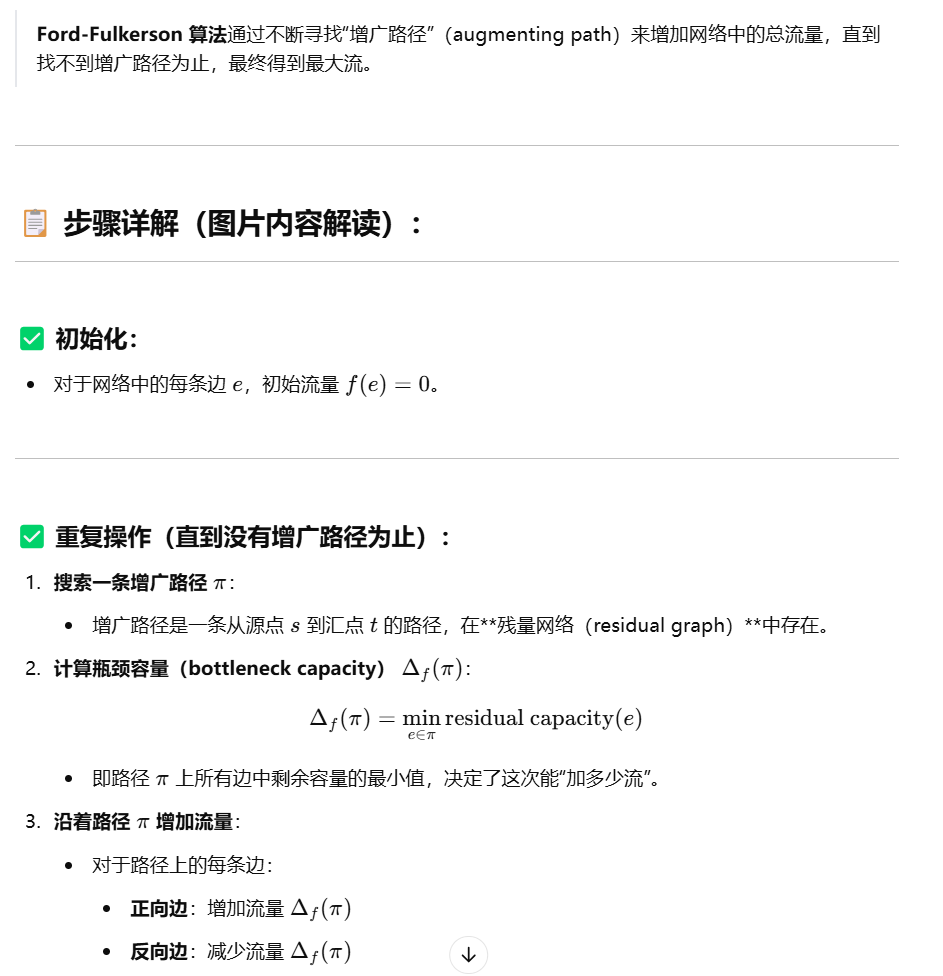 Ford-Fulkerson 算法通过不断寻找“增广路径”（augmenting path）来增加网络中的总流量，直到
找不到增广路径为止，最终得到最大流。
📋 步骤详解（图片内容解读）：
✅ 初始化：
• 对于网络中的每条边 e，初始流量 f(e) = 0。
✅ 重复操作（直到没有增广路径为止）：
1. 搜索一条增广路径 π：
• 增广路径是一条从源点 s 到汇点 t 的路径，在**残量网络（residual graph）**中存在。
2. 计算瓶颈容量（bottleneck capacity） Δ_f(π)：
Δ_f(π) = min_{e∈π} residual capacity(e)
• 即路径 π 上所有边中剩余容量的最小值，决定了这次能“加多少流”。
3. 沿着路径 π 增加流量：
• 对于路径上的每条边：
• 正向边：增加流量 Δ_f(π)
• 反向边：减少流量 Δ_f(π)